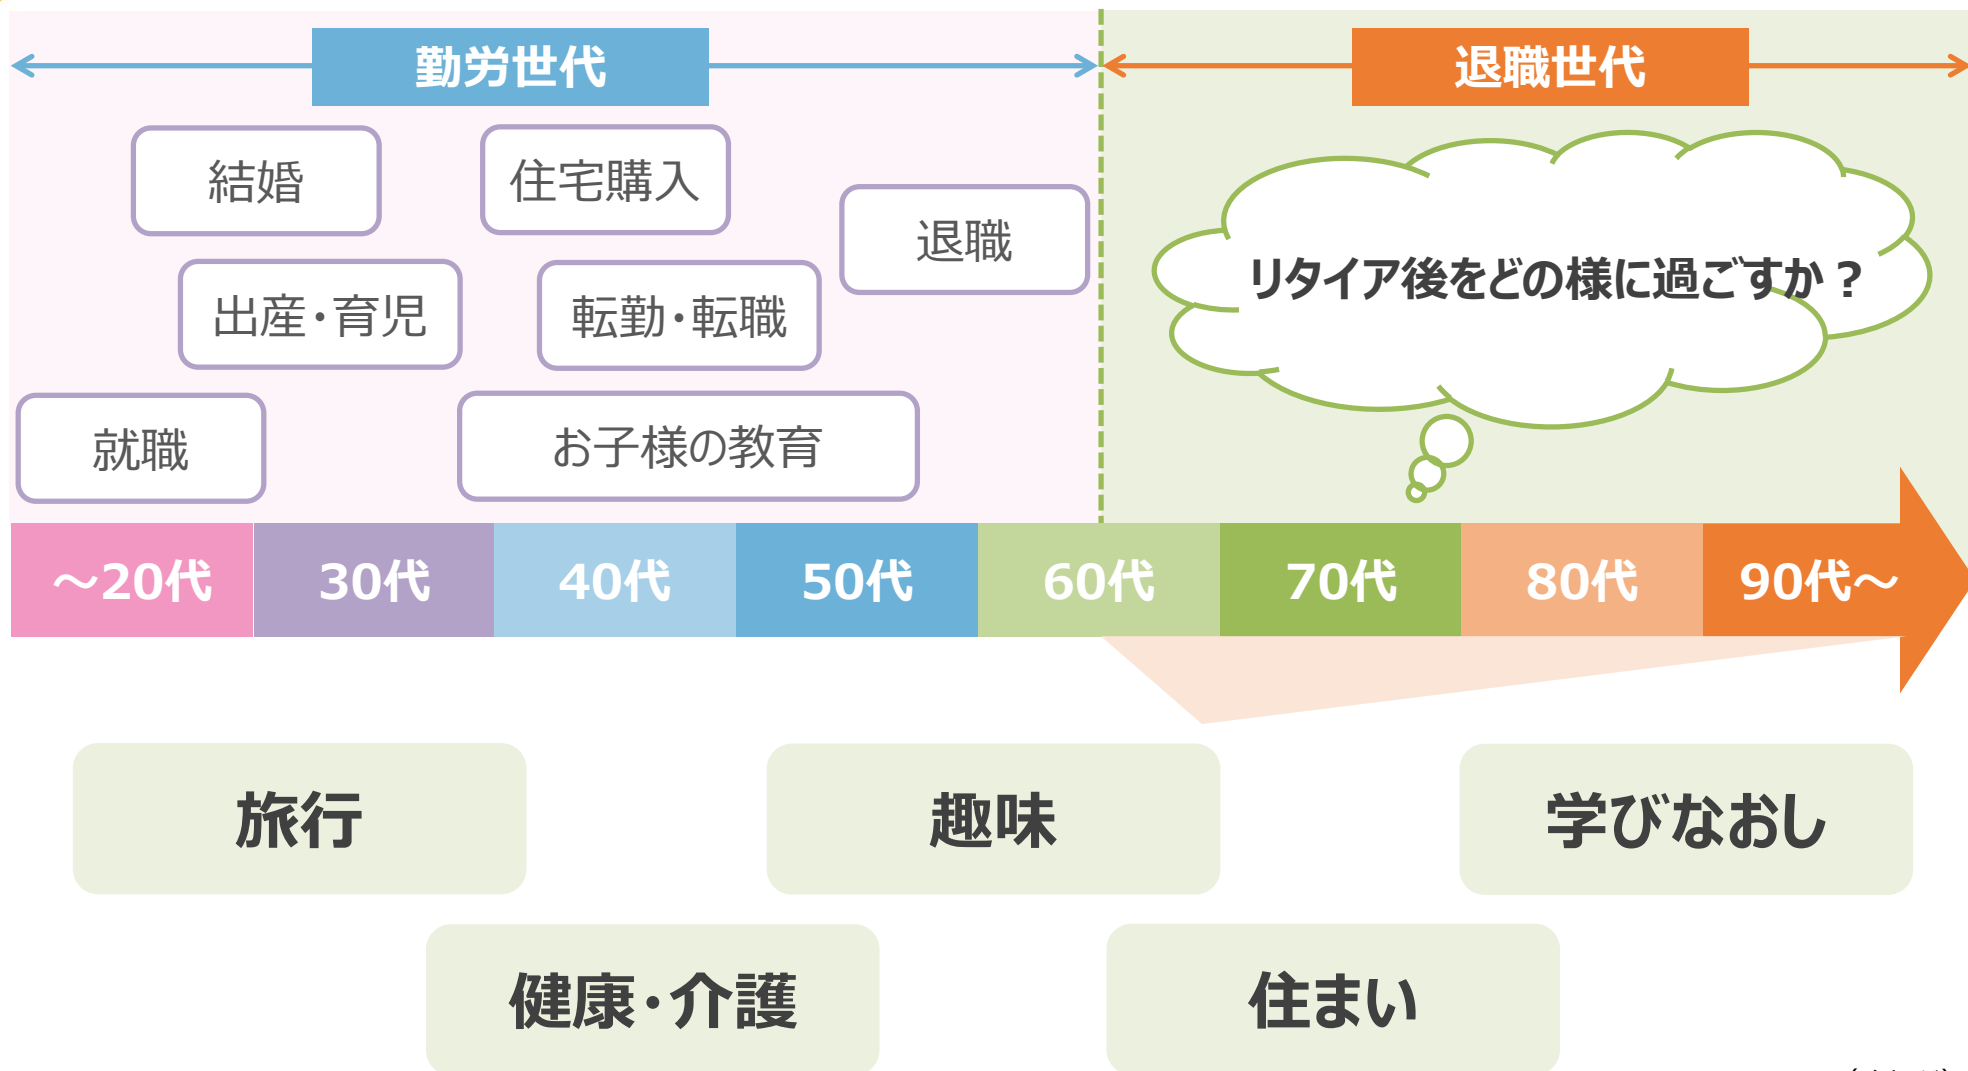 勤労世代
退職世代
結婚
住宅購入
退職
出産・育児
転勤・転職
就職
お子様の教育
リタイア後をどの様に過ごすか？
～20代
30代
40代
50代
60代
70代
80代
90代～
旅行
趣味
学びなおし
健康・介護
住まい